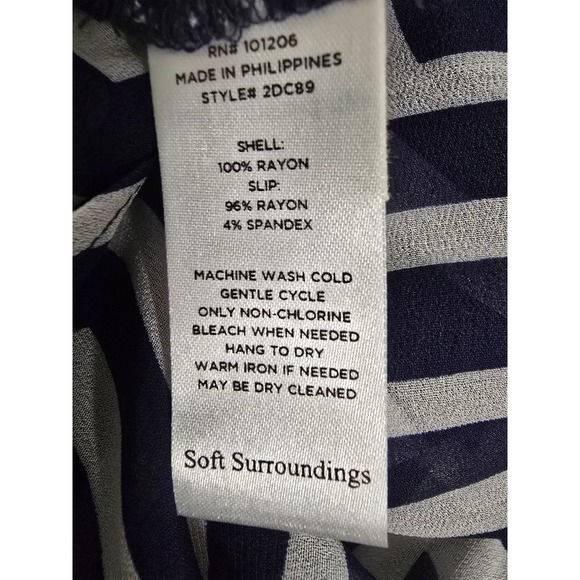 RN# 101206
MADE IN PHILIPPINES
STYLE# 2DC89
SHELL:
100% RAYON
SLIP:
96% RAYON
4% SPANDEX
MACHINE WASH COLD
GENTLE CYCLE
ONLY NON-CHLORINE
BLEACH WHEN NEEDED
HANG TO DRY
WARM IRON IF NEEDED
MAY BE DRY CLEANED
Soft Surroundings